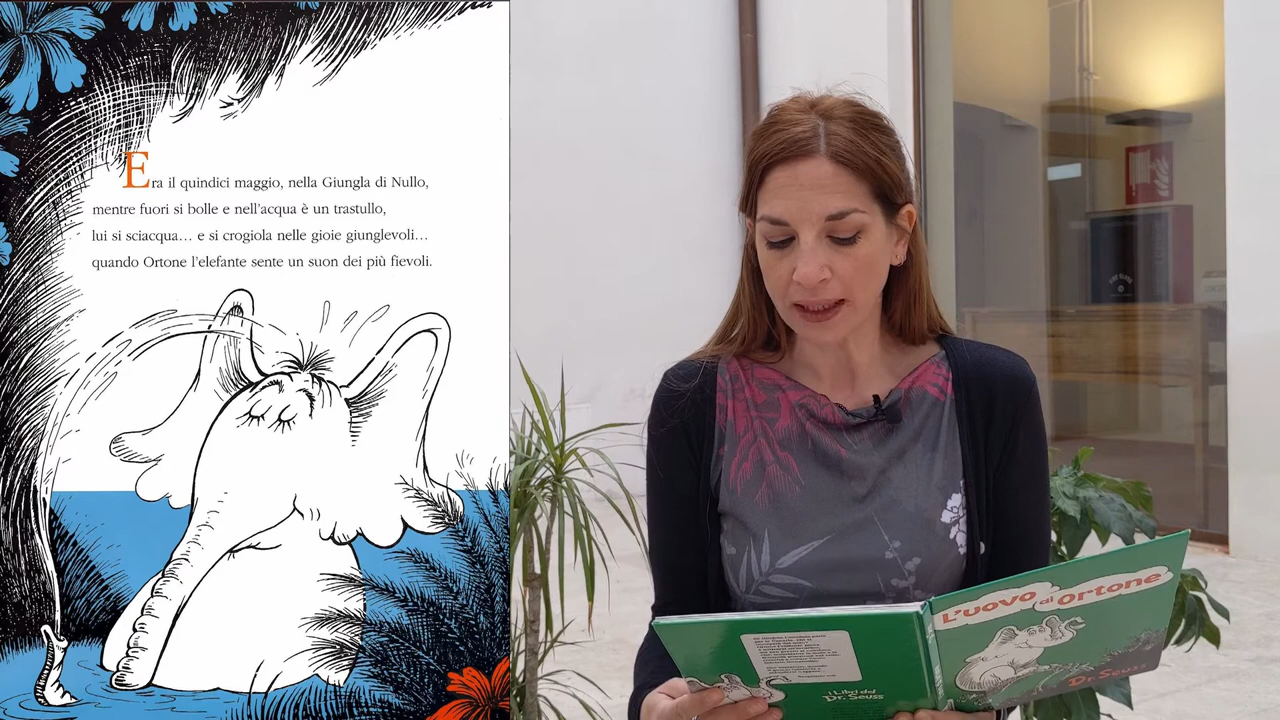 Era il quindici maggio, nella Giungla di Nullo,
mentre fuori si bolle e nell'acqua è un trastullo,
lui si sciacqua... e si crogiola nelle gioie giunglevoli...
quando Ortone l'elefante sente un suon dei più fievoli.
L'uovo di Ortone
Dr. Seuss
i Libri del
Dr. Seuss